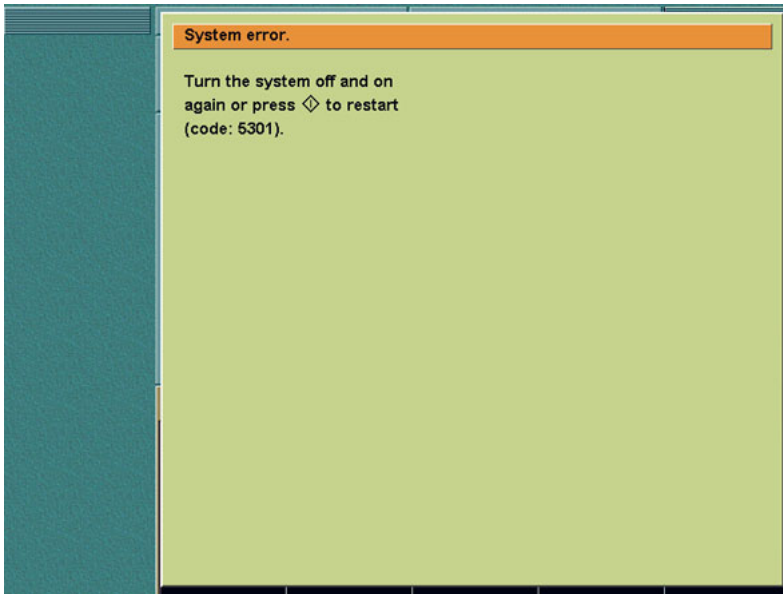 System error.
Turn the system off and on
again or press ⎉ to restart
(code: 5301).